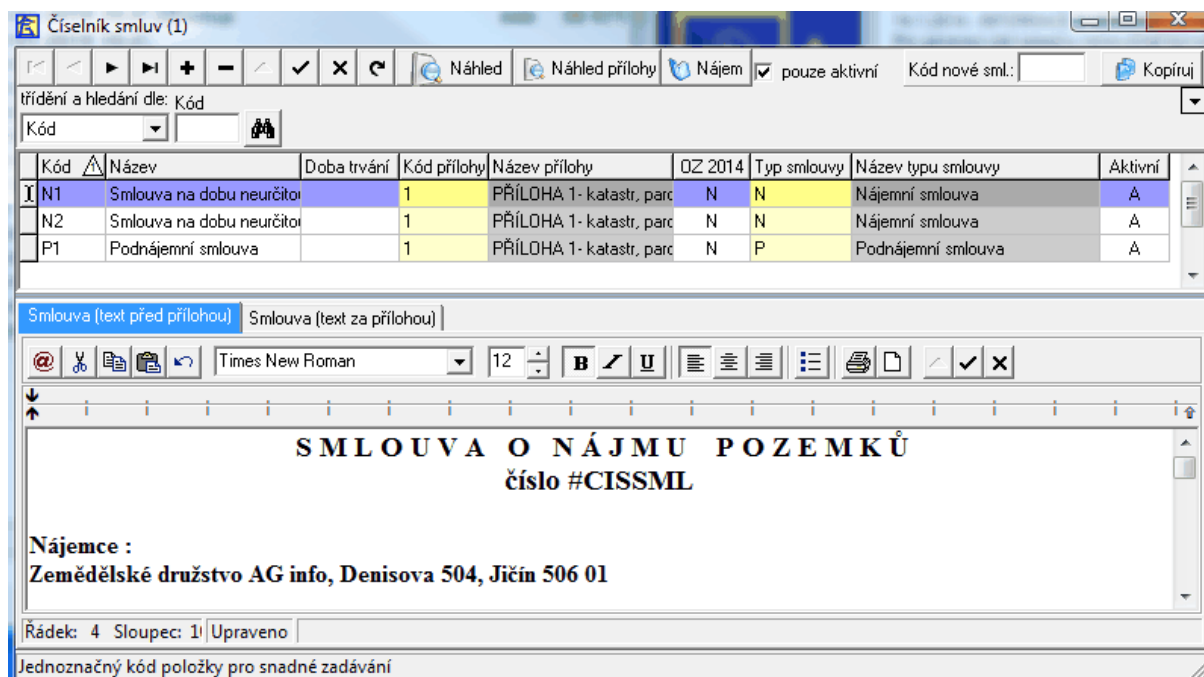 Číselník smluv (1)
Náhled Náhled přílohy Nájem pouze aktivní Kód nové sml.: Kopíruj
třídění a hledání dle: Kód
Kód
Kód Název Doba trvání Kód přílohy Název přílohy OZ 2014 Typ smlouvy Název typu smlouvy Aktivní
N1 Smlouva na dobu neurčitou 1 PŘÍLOHA 1- katastr, parc N N Nájemní smlouva A
N2 Smlouva na dobu neurčitou 1 PŘÍLOHA 1- katastr, parc N N Nájemní smlouva A
P1 Podnájemní smlouva 1 PŘÍLOHA 1- katastr, parc N P Podnájemní smlouva A
Smlouva (text před přílohou) Smlouva (text za přílohou)
@ Times New Roman 12 B I U
S M L O U V A O N Á J M U P O Z E M K Ů
číslo #CISSML
Nájemce :
Zemědělské družstvo AG info, Denisova 504, Jičín 506 01
Řádek: 4 Sloupec: 1 Upraveno
Jednoznačný kód položky pro snadné zadávání